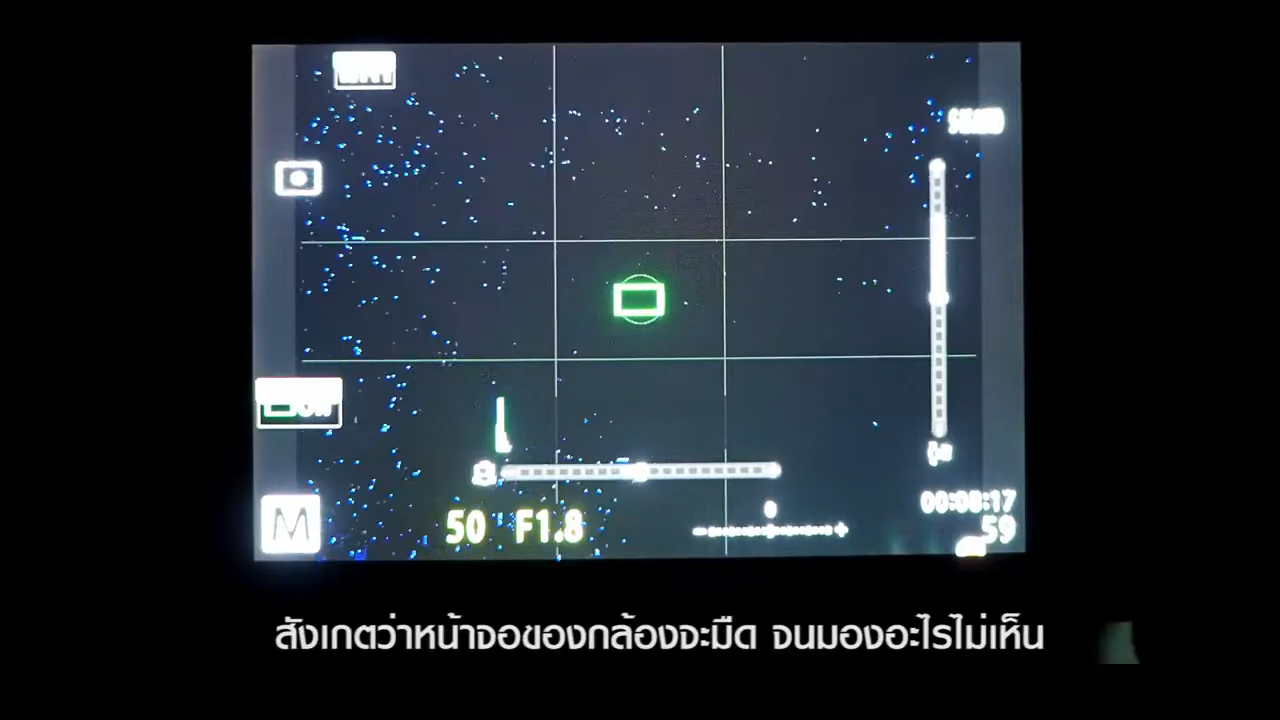 M
50 F1.8
0
00:08:17
59
สังเกตว่าหน้าจอของกล้องจะมืด จนมองอะไรไม่เห็น